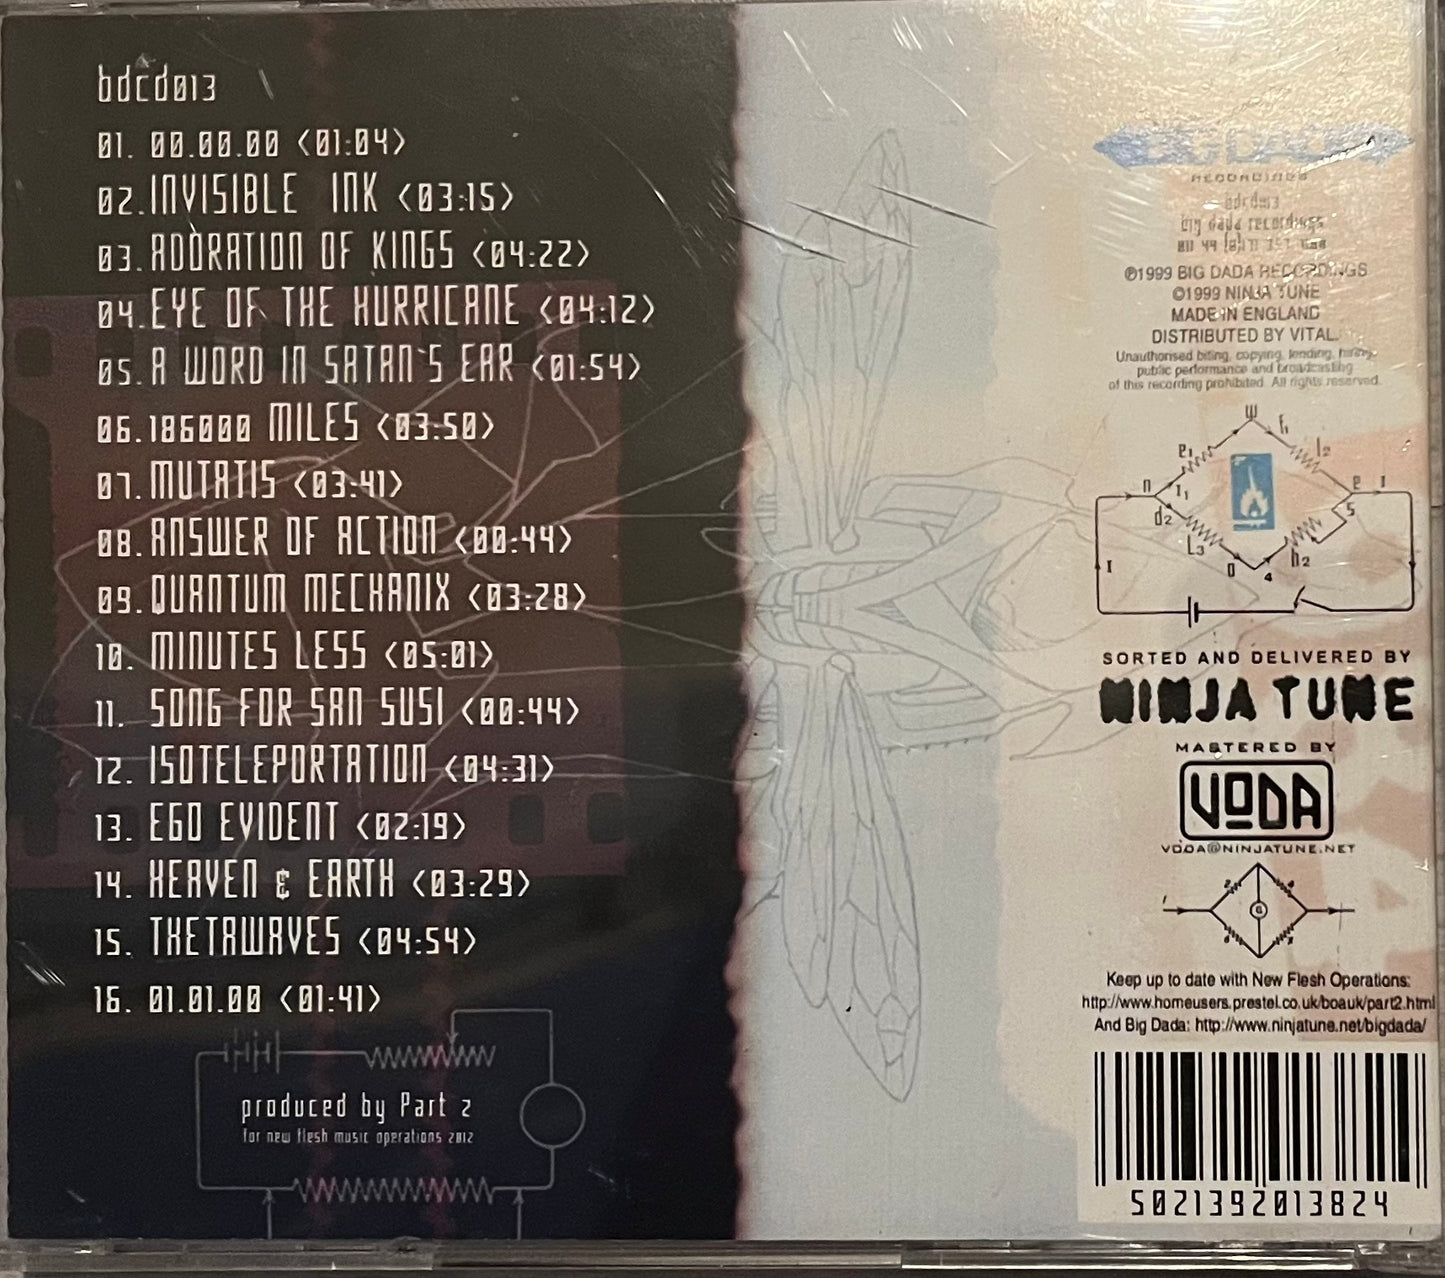 bdcd013
01. 00.00.00 <01:04>
02. INVISIBLE INK <03:15>
03. ADORATION OF KINGS <04:22>
04. EYE OF THE HURRICANE <04:12>
05. A WORD IN SATAN'S EAR <01:54>
06. 186000 MILES <03:50>
07. MUTATIS <03:41>
08. ANSWER OF ACTION <00:44>
09. QUANTUM MECHANIX <03:28>
10. MINUTES LESS <05:01>
11. SONG FOR SAN SUSI <00:44>
12. ISOTELEPORTATION <04:31>
13. EGO EVIDENT <02:19>
14. HEAVEN & EARTH <03:29>
15. THETAWAVES <04:54>
16. 01.01.00 <01:41>
produced by Part 2
for new flesh music operations 2012
BIG DADA
RECORDINGS
bdcd013
big dada recordings
℗1999 BIG DADA RECORDINGS
©1999 NINJA TUNE
MADE IN ENGLAND
DISTRIBUTED BY VITAL.
Unauthorised biting, copying, lending, hiring,
public performance and broadcasting
of this recording prohibited. All rights reserved.
SORTED AND DELIVERED BY
NINJA TUNE
MASTERED BY
VODA
VODA@NINJATUNE.NET
Keep up to date with New Flesh Operations:
http://www.homeusers.prestel.co.uk/boauk/part2.html
And Big Dada: http://www.ninjatune.net/bigdada/
5021392013824